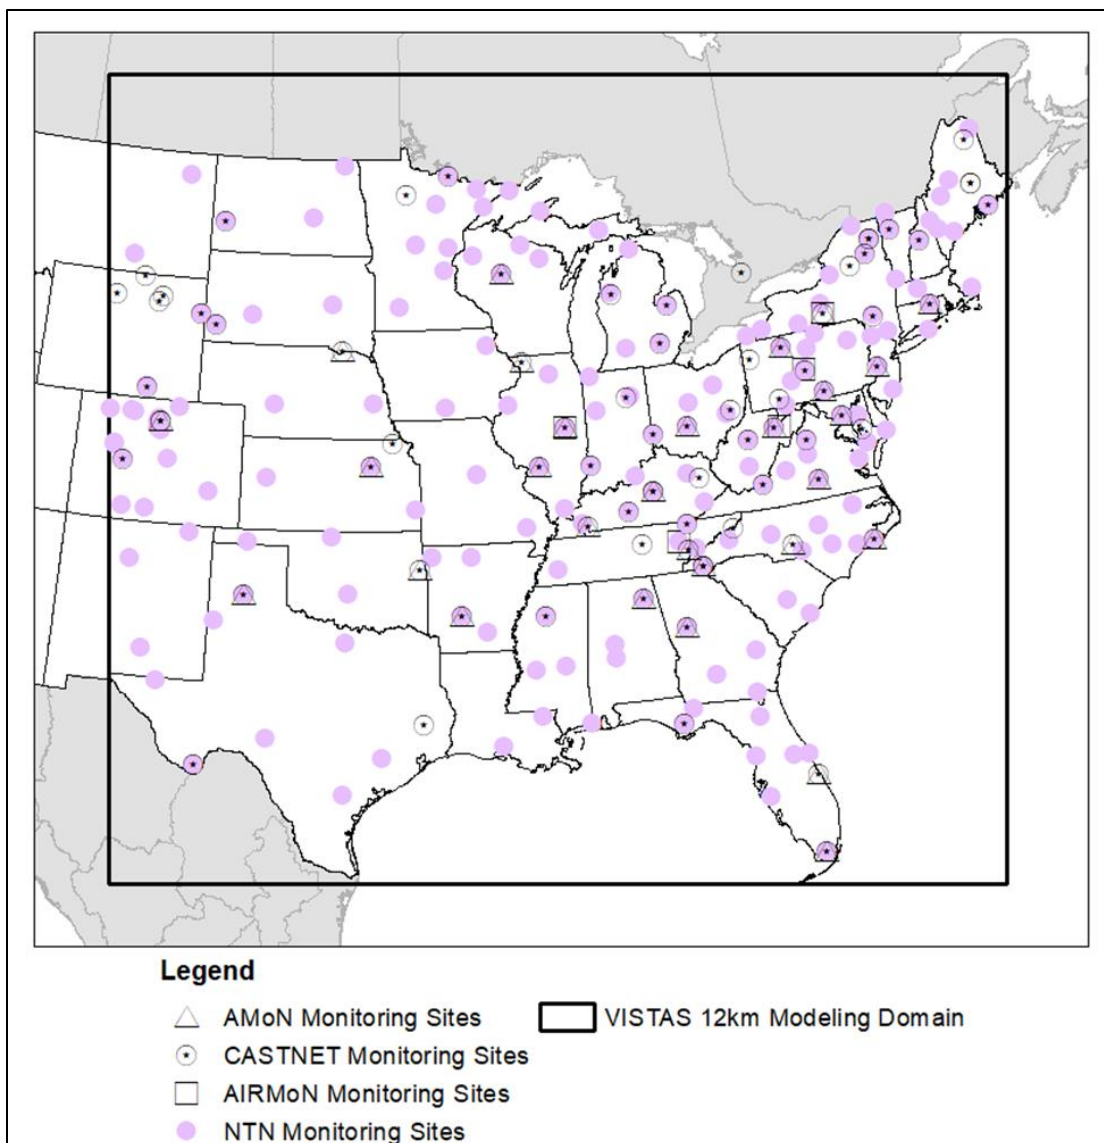 Legend
AMoN Monitoring Sites
VISTAS 12km Modeling Domain
CASTNET Monitoring Sites
AIRMoN Monitoring Sites
NTN Monitoring Sites